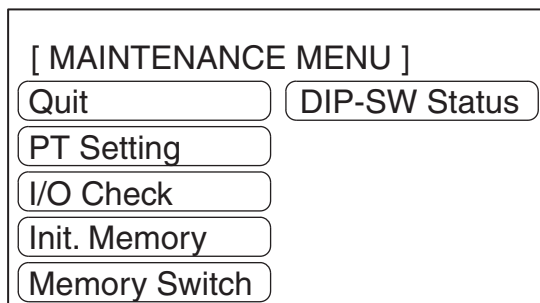 [ MAINTENANCE MENU ]
Quit
DIP-SW Status
PT Setting
I/O Check
Init. Memory
Memory Switch